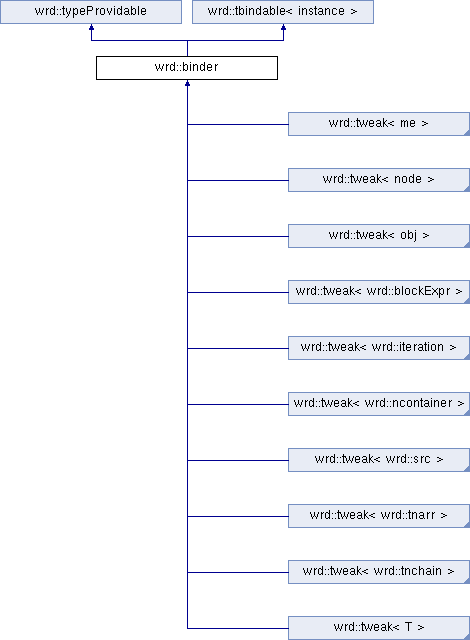 wrd::typeProvidable
wrd::tbindable< instance >
wrd::binder
wrd::tweak< me >
wrd::tweak< node >
wrd::tweak< obj >
wrd::tweak< wrd::blockExpr >
wrd::tweak< wrd::iteration >
wrd::tweak< wrd::ncontainer >
wrd::tweak< wrd::src >
wrd::tweak< wrd::tnarr >
wrd::tweak< wrd::tnchain >
wrd::tweak< T >